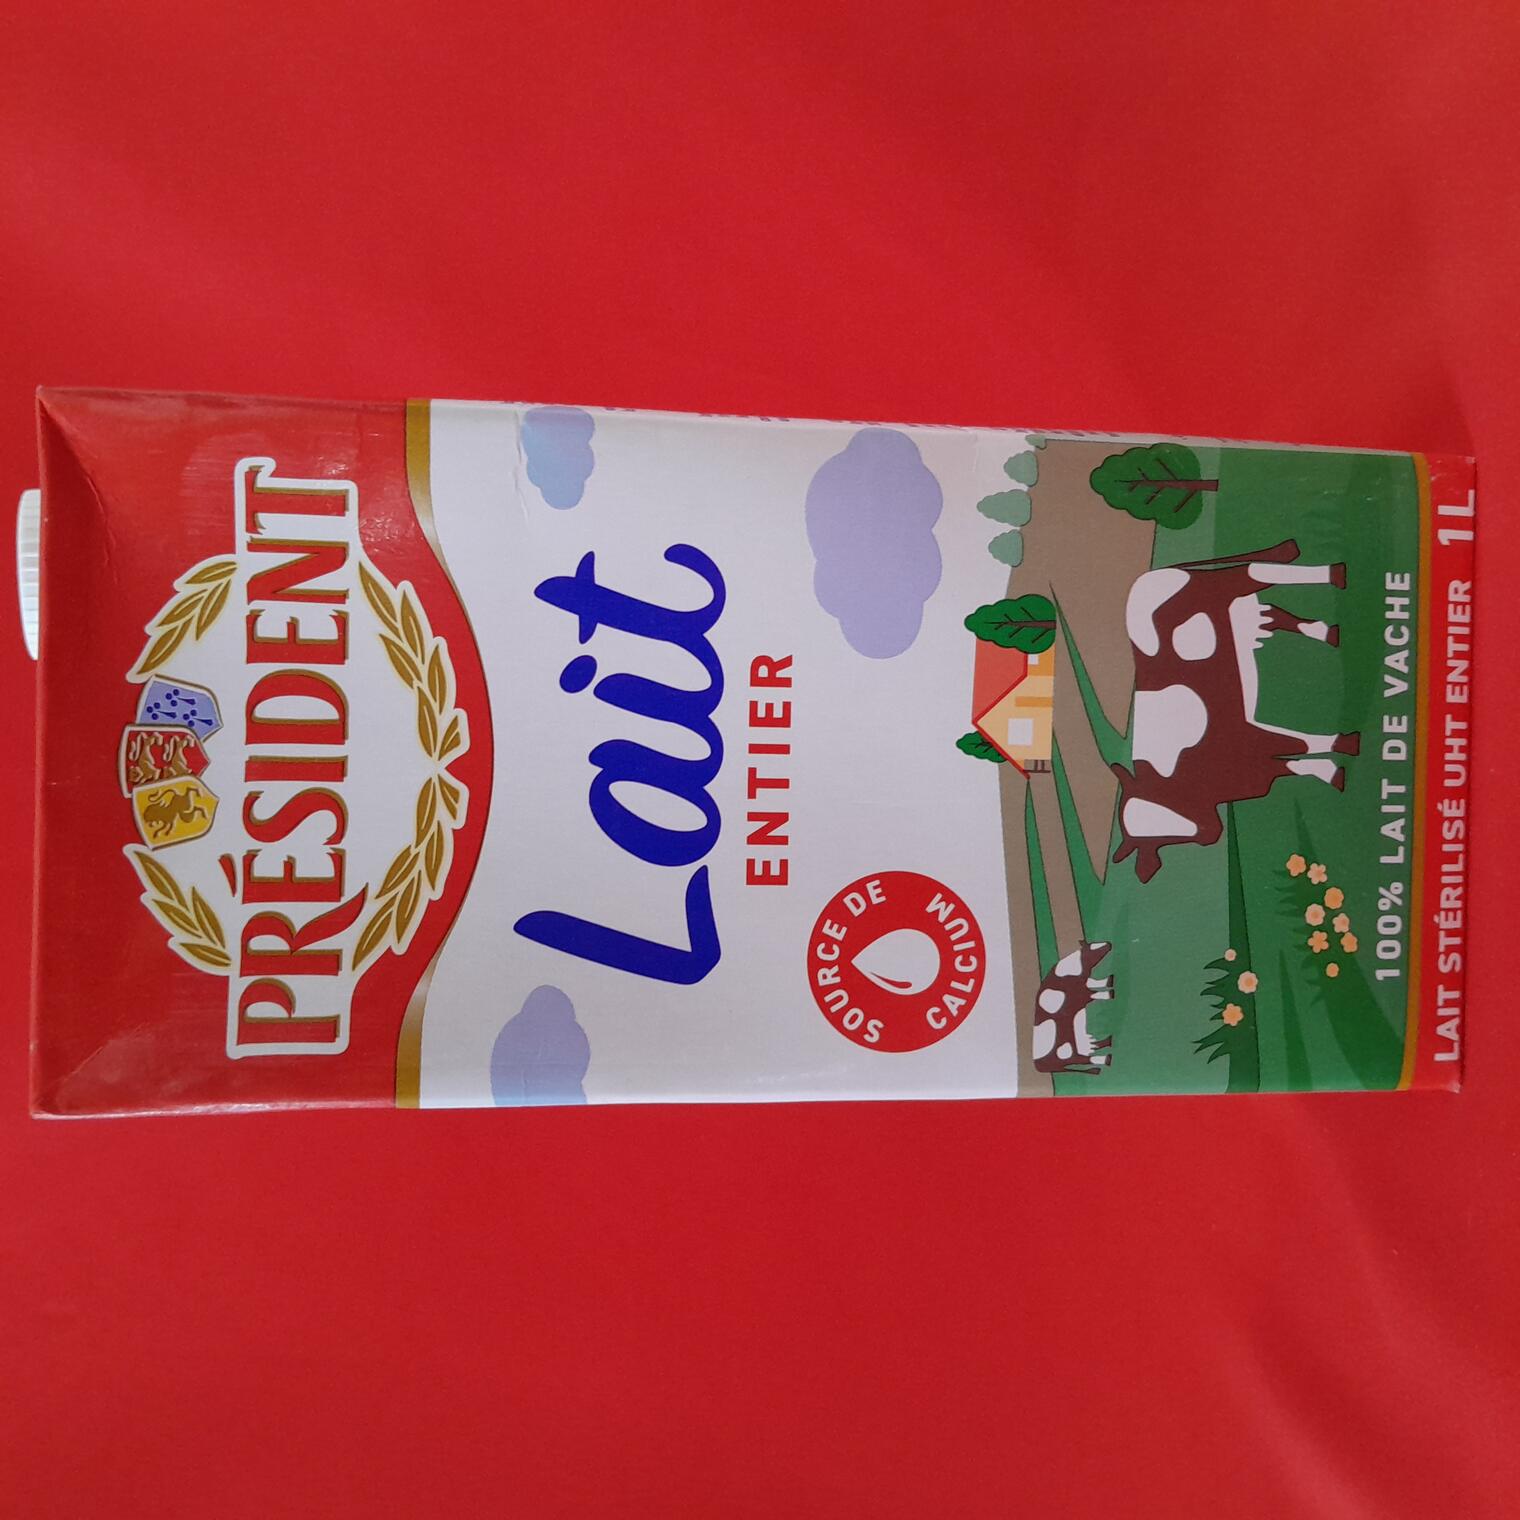 PRÉSIDENT
Lait
ENTIER
SOURCE DE
CALCIUM
100% LAIT DE VACHE
LAIT STÉRILISÉ UHT ENTIER 1L